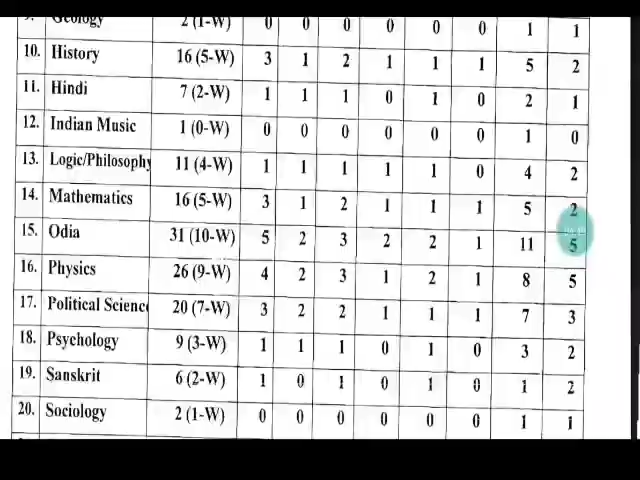 9. Geology 2 (1-W) 0 0 0 0 0 0 1 1
10. History 16 (5-W) 3 1 2 1 1 1 5 2
11. Hindi 7 (2-W) 1 1 1 0 1 0 2 1
12. Indian Music 1 (0-W) 0 0 0 0 0 0 1 0
13. Logic/Philosophy 11 (4-W) 1 1 1 1 1 0 4 2
14. Mathematics 16 (5-W) 3 1 2 1 1 1 5 2
15. Odia 31 (10-W) 5 2 3 2 2 1 11 5
16. Physics 26 (9-W) 4 2 3 1 2 1 8 5
17. Political Science 20 (7-W) 3 2 2 1 1 1 7 3
18. Psychology 9 (3-W) 1 1 1 0 1 0 3 2
19. Sanskrit 6 (2-W) 1 0 1 0 1 0 1 2
20. Sociology 2 (1-W) 0 0 0 0 0 0 1 1